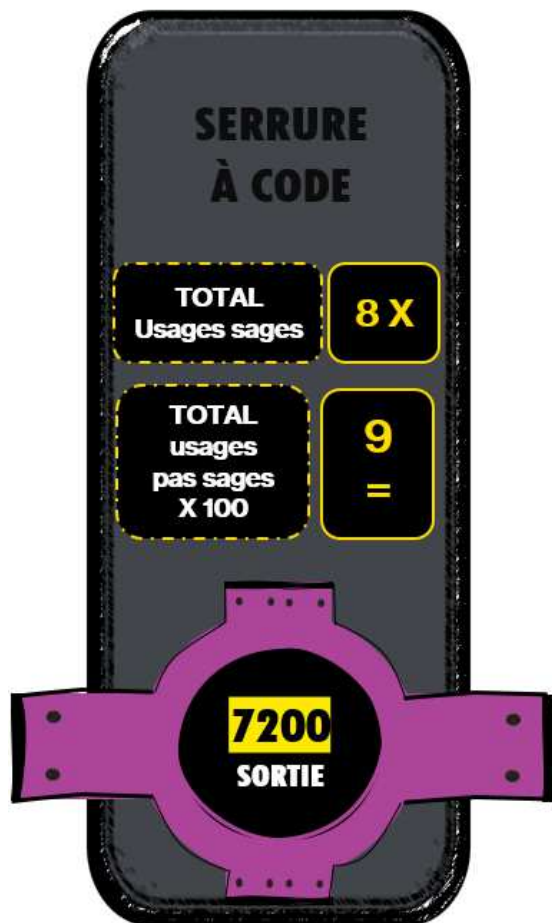 SERRURE
À CODE
TOTAL
Usages sages
8 X
TOTAL
usages
pas sages
X 100
9
=
7200
SORTIE